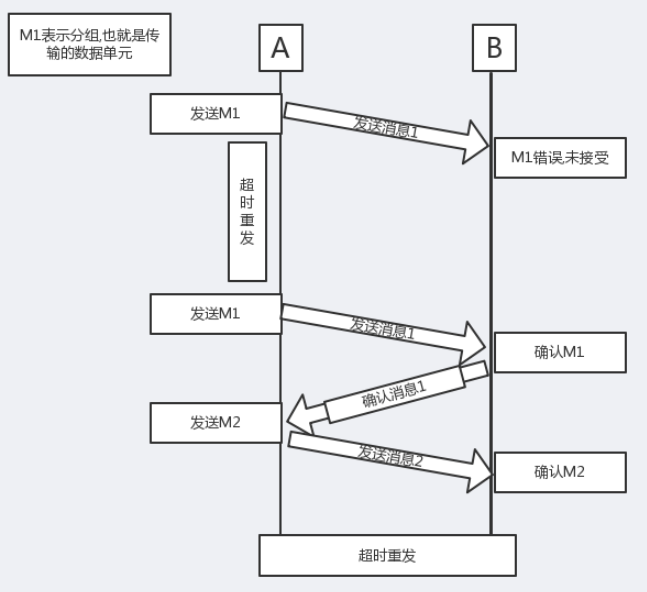 M1表示分组,也就是传
输的数据单元
A
B
发送M1
发送消息1
M1错误,未接受
超
时
重
发
发送M1
发送消息1
确认M1
确认消息1
发送M2
发送消息2
确认M2
超时重发